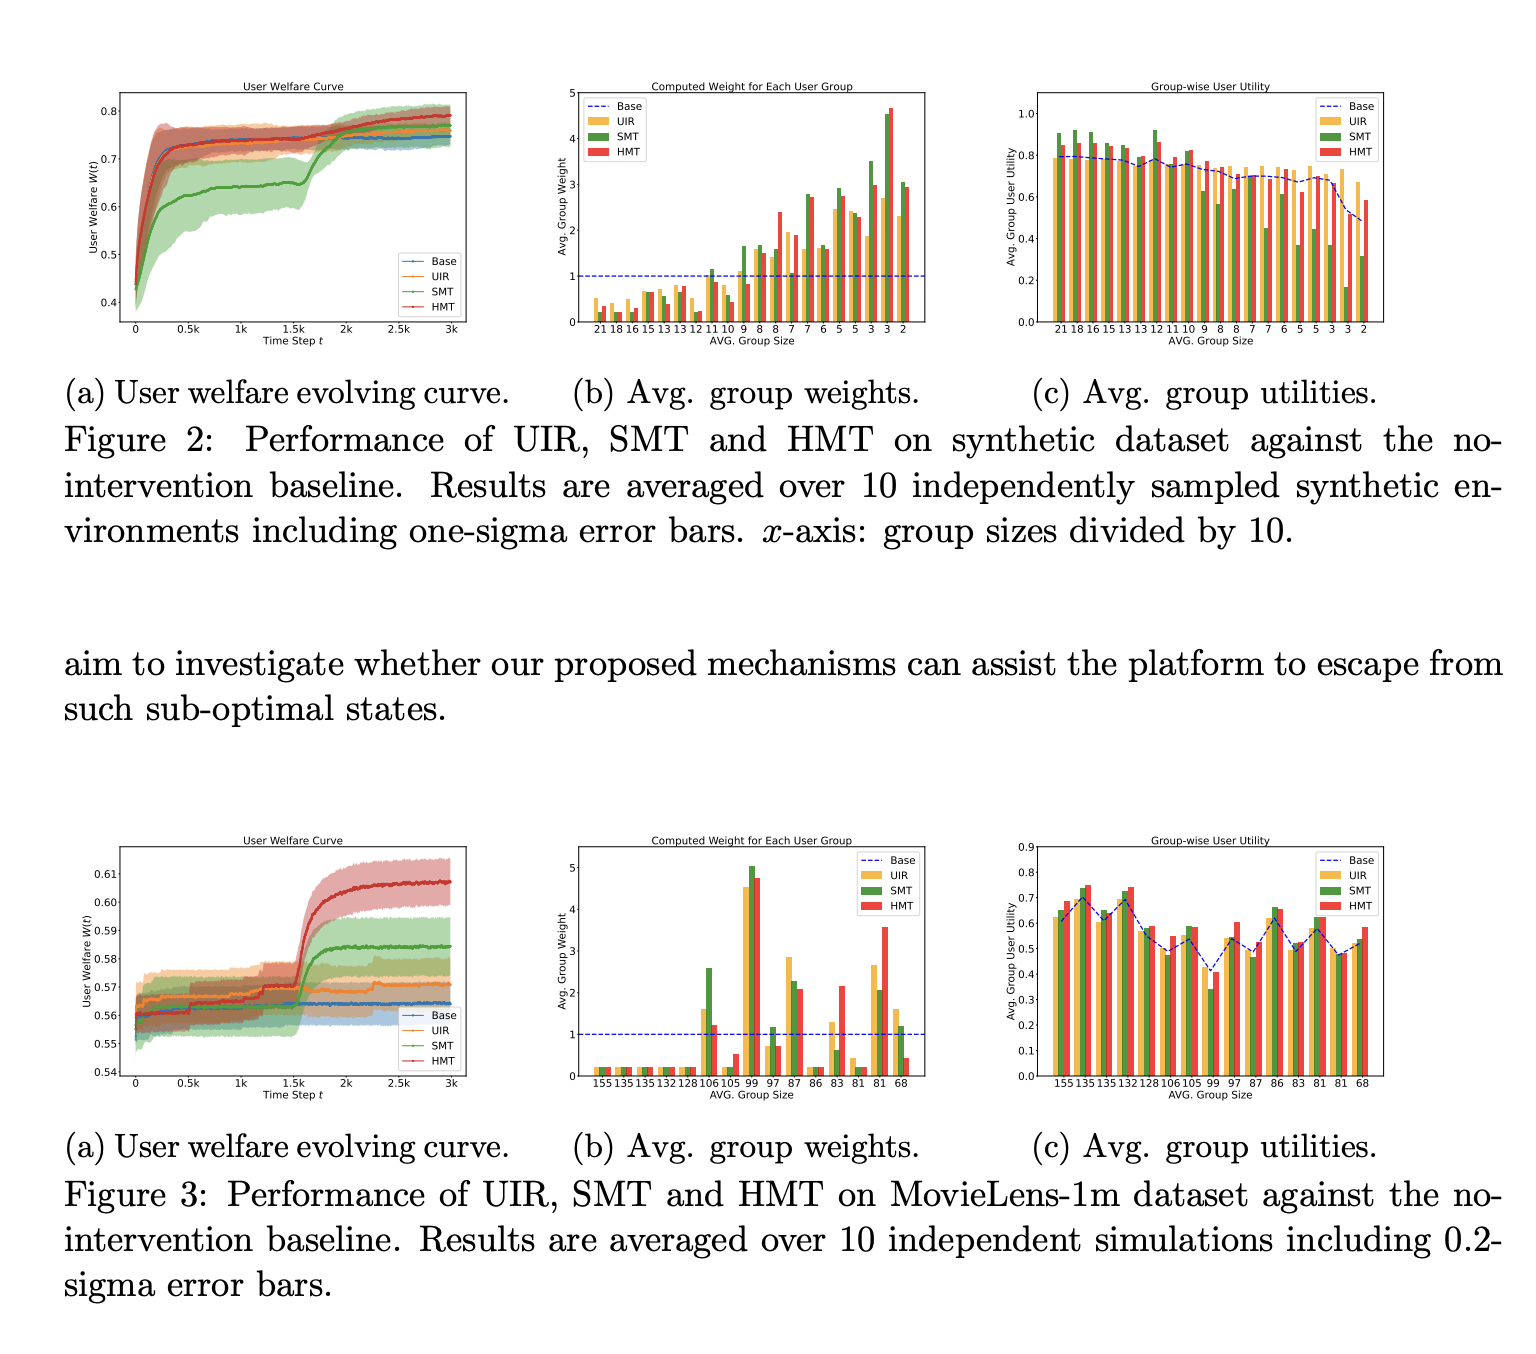 User Welfare Curve
User Welfare W(t)
0.8
0.7
0.6
0.5
0.4
Base
UIR
SMT
HMT
0 0.5k 1k 1.5k 2k 2.5k 3k
Time Step t
Computed Weight for Each User Group
Avg. Group Weight
5
4
3
2
1
0
Base
UIR
SMT
HMT
21 18 16 15 13 13 12 11 10 9 8 8 7 7 6 5 5 3 3 2
AVG. Group Size
Group-wise User Utility
Avg. Group User Utility
1.0
0.8
0.6
0.4
0.2
0.0
Base
UIR
SMT
HMT
21 18 16 15 13 13 12 11 10 9 8 8 7 7 6 5 5 3 3 2
AVG. Group Size
(a) User welfare evolving curve.
(b) Avg. group weights.
(c) Avg. group utilities.
Figure 2: Performance of UIR, SMT and HMT on synthetic dataset against the no-
intervention baseline. Results are averaged over 10 independently sampled synthetic en-
vironments including one-sigma error bars. x-axis: group sizes divided by 10.
aim to investigate whether our proposed mechanisms can assist the platform to escape from
such sub-optimal states.
User Welfare Curve
User Welfare W(t)
0.61
0.60
0.59
0.58
0.57
0.56
0.55
0.54
Base
UIR
SMT
HMT
0 0.5k 1k 1.5k 2k 2.5k 3k
Time Step t
Computed Weight for Each User Group
Avg. Group Weight
5
4
3
2
1
0
Base
UIR
SMT
HMT
155 135 135 132 128 106 105 99 97 87 86 83 81 81 68
AVG. Group Size
Group-wise User Utility
Avg. Group User Utility
0.9
0.8
0.7
0.6
0.5
0.4
0.3
0.2
0.1
0.0
Base
UIR
SMT
HMT
155 135 135 132 128 106 105 99 97 87 86 83 81 81 68
AVG. Group Size
(a) User welfare evolving curve.
(b) Avg. group weights.
(c) Avg. group utilities.
Figure 3: Performance of UIR, SMT and HMT on MovieLens-1m dataset against the no-
intervention baseline. Results are averaged over 10 independent simulations including 0.2-
sigma error bars.